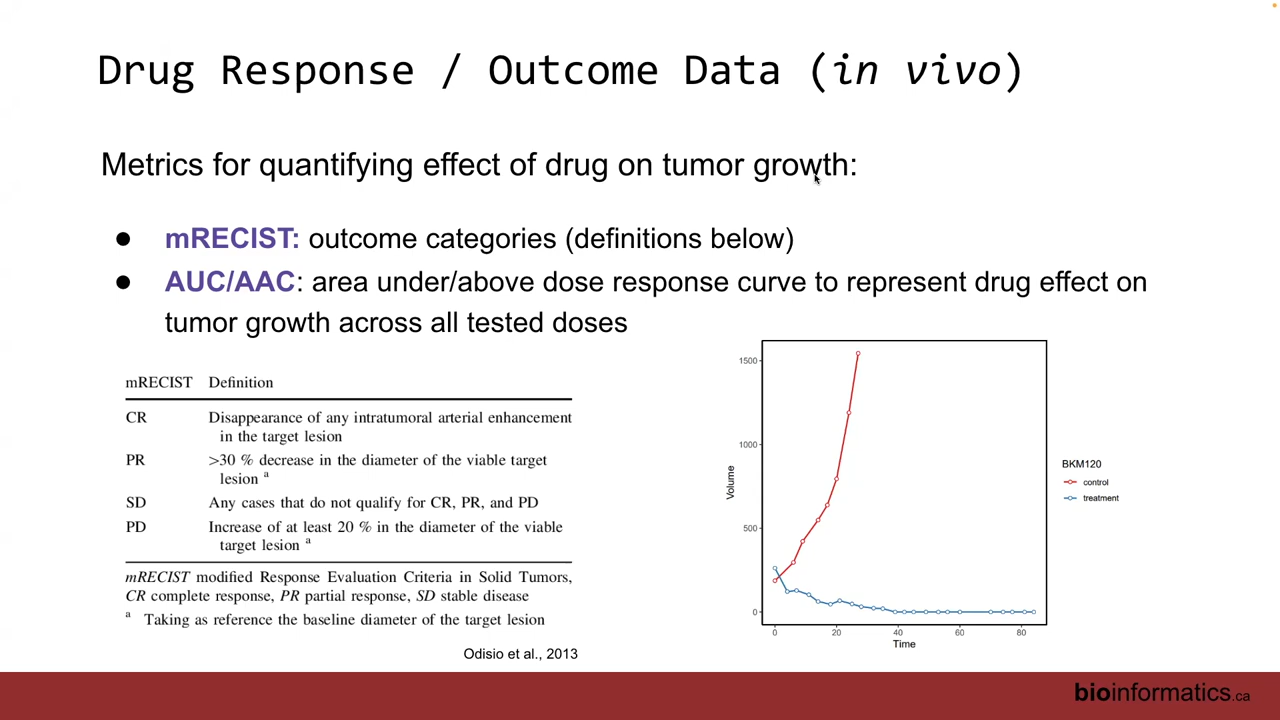 Drug Response / Outcome Data (in vivo)
Metrics for quantifying effect of drug on tumor growth:
● mRECIST: outcome categories (definitions below)
● AUC/AAC: area under/above dose response curve to represent drug effect on
tumor growth across all tested doses
mRECIST Definition
CR Disappearance of any intratumoral arterial enhancement
in the target lesion
PR >30 % decrease in the diameter of the viable target
lesion a
SD Any cases that do not qualify for CR, PR, and PD
PD Increase of at least 20 % in the diameter of the viable
target lesion a
mRECIST modified Response Evaluation Criteria in Solid Tumors,
CR complete response, PR partial response, SD stable disease
a Taking as reference the baseline diameter of the target lesion
Odisio et al., 2013
1500
1000
500
0
Volume
0 20 40 60 80
Time
BKM120
control
treatment
bioinformatics.ca